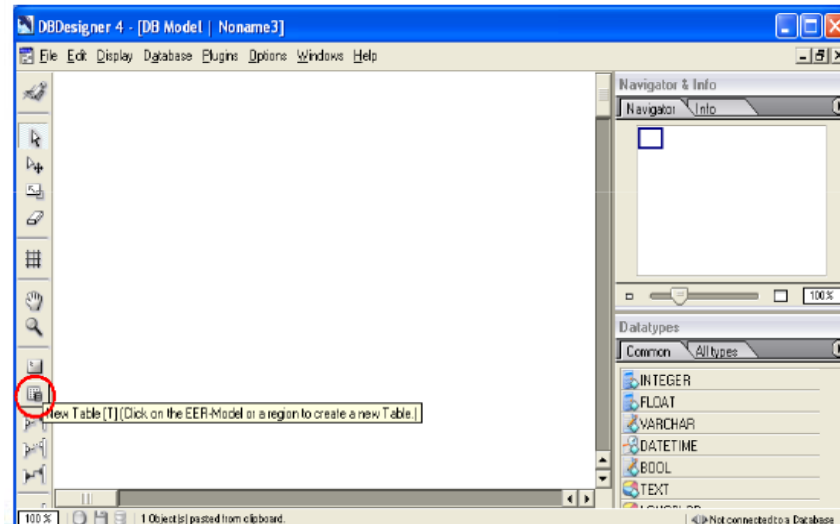 DBDesigner 4 - [DB Model | Noname3]
File Edit Display Database Plugins Options Windows Help
Navigator & Info
Navigator Info
100%
Datatypes
Common All types
INTEGER
FLOAT
VARCHAR
DATETIME
BOOL
TEXT
New Table [T] (Click on the EER-Model or a region to create a new Table.)
100 % 1 Object(s) pasted from clipboard.
Not connected to a Database